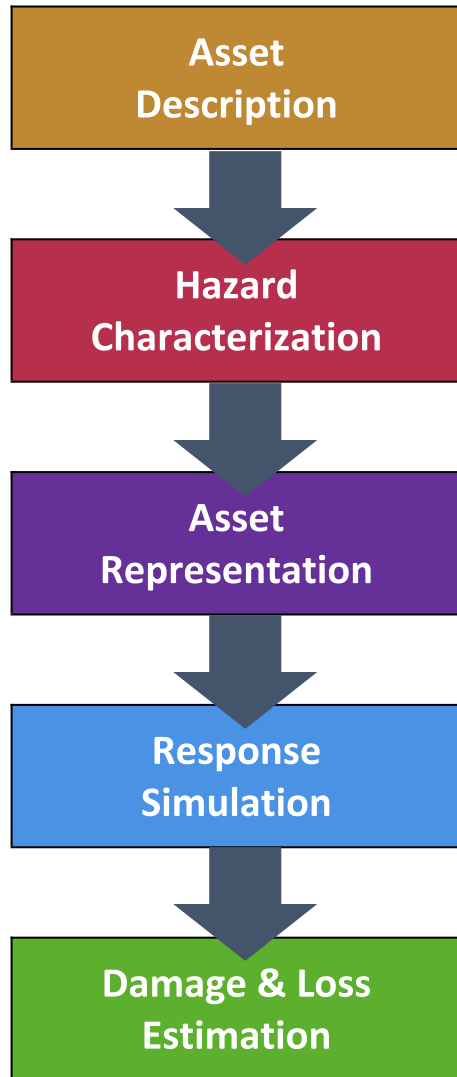 Asset
Description
Hazard
Characterization
Asset
Representation
Response
Simulation
Damage & Loss
Estimation